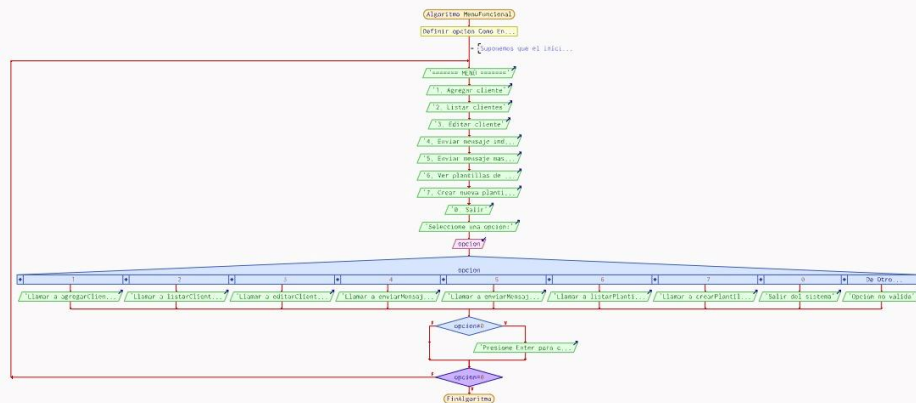 Algoritmo MenuFuncional
Definir opcion Como En...
Suponemos que el inici...
'======= MENÚ ======='
'1. Agregar cliente'
'2. Listar clientes'
'3. Editar cliente'
'4. Enviar mensaje ind...
'5. Enviar mensaje mas...
'6. Ver plantillas de ...
'7. Crear nueva planti...
'0. Salir'
'Seleccione una opcion:'
opcion
opcion
1 2 3 4 5 6 7 0 De Otro...
'Llamar a agregarClien... 'Llamar a listarClient... 'Llamar a editarClient... 'Llamar a enviarMensaj... 'Llamar a enviarMensaj... 'Llamar a listarPlanti... 'Llamar a crearPlantil... 'Salir del sistema' 'Opcion no valida'
'Presione Enter para c...
FinAlgoritmo